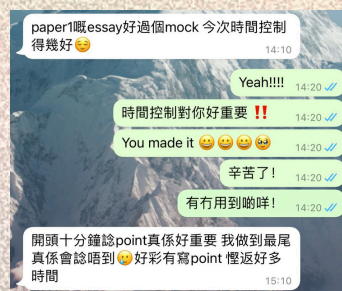 paper1嘅essay好過個mock 今次時間控制
得幾好😌
14:10
Yeah!!!! 14:20
時間控制對你好重要 ‼️ 14:20
You made it 😀😀😀🥹 14:20
辛苦了！ 14:20
有冇用到啲咩！ 14:20
開頭十分鐘諗point真係好重要 我做到最尾
真係會諗唔到🥲好彩有寫point 慳返好多
時間
15:10